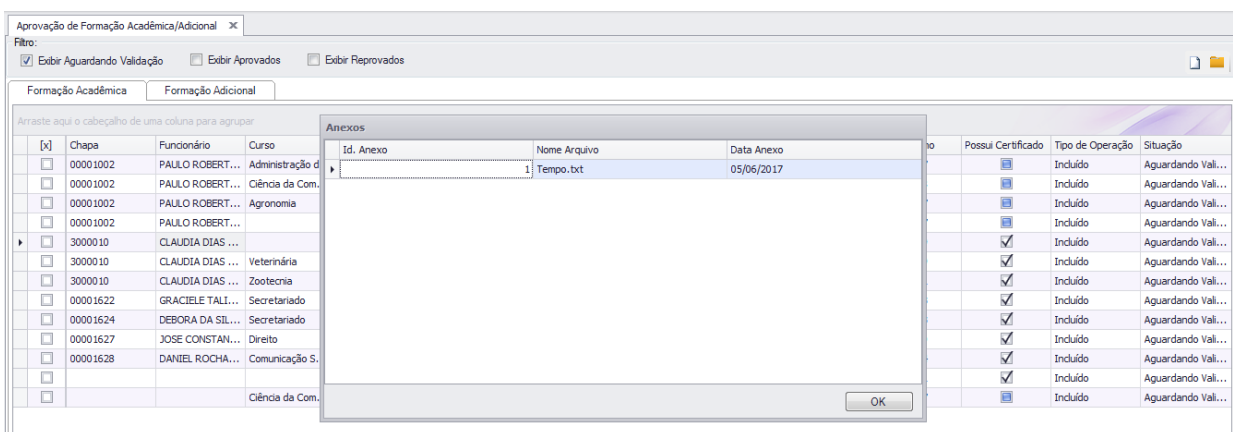 Aprovação de Formação Acadêmica/Adicional
Filtro:
Exibir Aguardando Validação Exibir Aprovados Exibir Reprovados
Formação Acadêmica Formação Adicional
Arraste aqui o cabeçalho de uma coluna para agrupar
Anexos
Id. Anexo Nome Arquivo Data Anexo
1 Tempo.txt 05/06/2017
OK
[x] Chapa Funcionário Curso Possui Certificado Tipo de Operação Situação
00001002 PAULO ROBERT... Administração d Incluído Aguardando Vali...
00001002 PAULO ROBERT... Ciência da Com. Incluído Aguardando Vali...
00001002 PAULO ROBERT... Agronomia Incluído Aguardando Vali...
00001002 PAULO ROBERT... Incluído Aguardando Vali...
3000010 CLAUDIA DIAS ... Incluído Aguardando Vali...
3000010 CLAUDIA DIAS ... Veterinária Incluído Aguardando Vali...
3000010 CLAUDIA DIAS ... Zootecnia Incluído Aguardando Vali...
00001622 GRACIELE TALI... Secretariado Incluído Aguardando Vali...
00001624 DEBORA DA SIL... Secretariado Incluído Aguardando Vali...
00001627 JOSE CONSTAN... Direito Incluído Aguardando Vali...
00001628 DANIEL ROCHA... Comunicação S. Incluído Aguardando Vali...
Incluído Aguardando Vali...
Ciência da Com. Incluído Aguardando Vali...